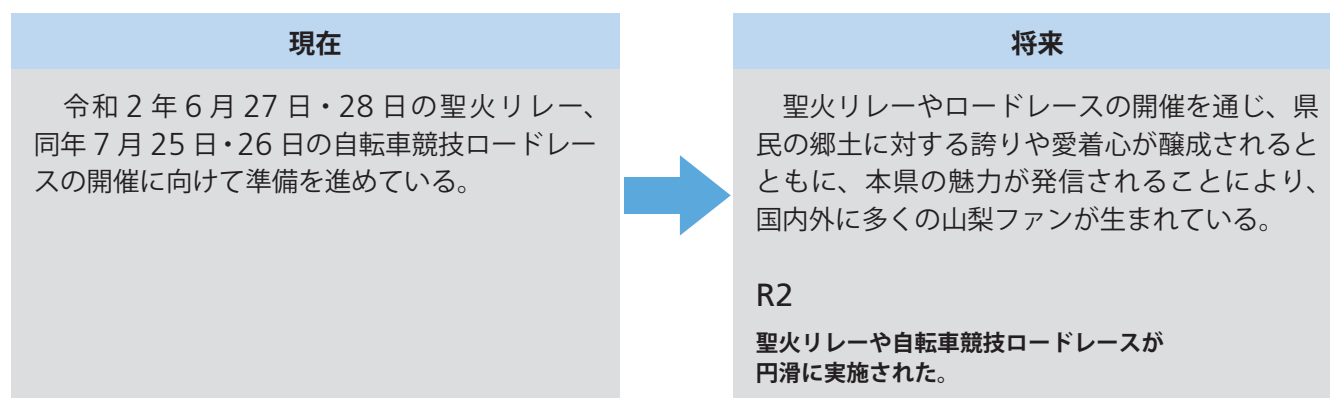 現在
令和2年6月27日・28日の聖火リレー、
同年7月25日・26日の自転車競技ロードレー
スの開催に向けて準備を進めている。
将来
聖火リレーやロードレースの開催を通じ、県
民の郷土に対する誇りや愛着心が醸成されると
ともに、本県の魅力が発信されることにより、
国内外に多くの山梨ファンが生まれている。
R2
聖火リレーや自転車競技ロードレースが
円滑に実施された。